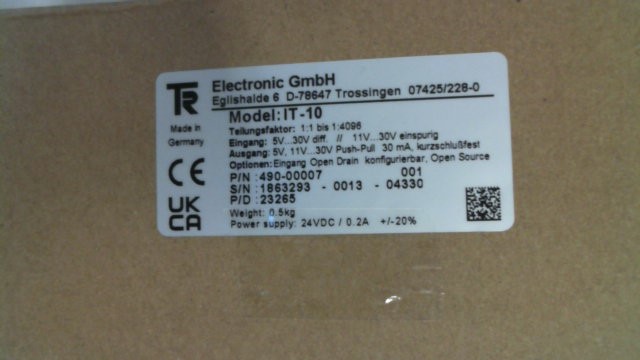 TR
Electronic GmbH
Eglishalde 6 D-78647 Trossingen 07425/228-0
Made in
Germany
Model: IT-10
Teilungsfaktor: 1:1 bis 1:4096
Eingang: 5V...30V diff. // 11V...30V einspurig
Ausgang: 5V, 11V...30V Push-Pull 30 mA, kurzschlußfest
Optionen: Eingang Open Drain konfigurierbar, Open Source
P/N : 490-00007 001
S/N : 1863293 - 0013 - 04330
P/D : 23265
Weight: 0.5kg
Power supply: 24VDC / 0.2A +/-20%
CE
UK
CA